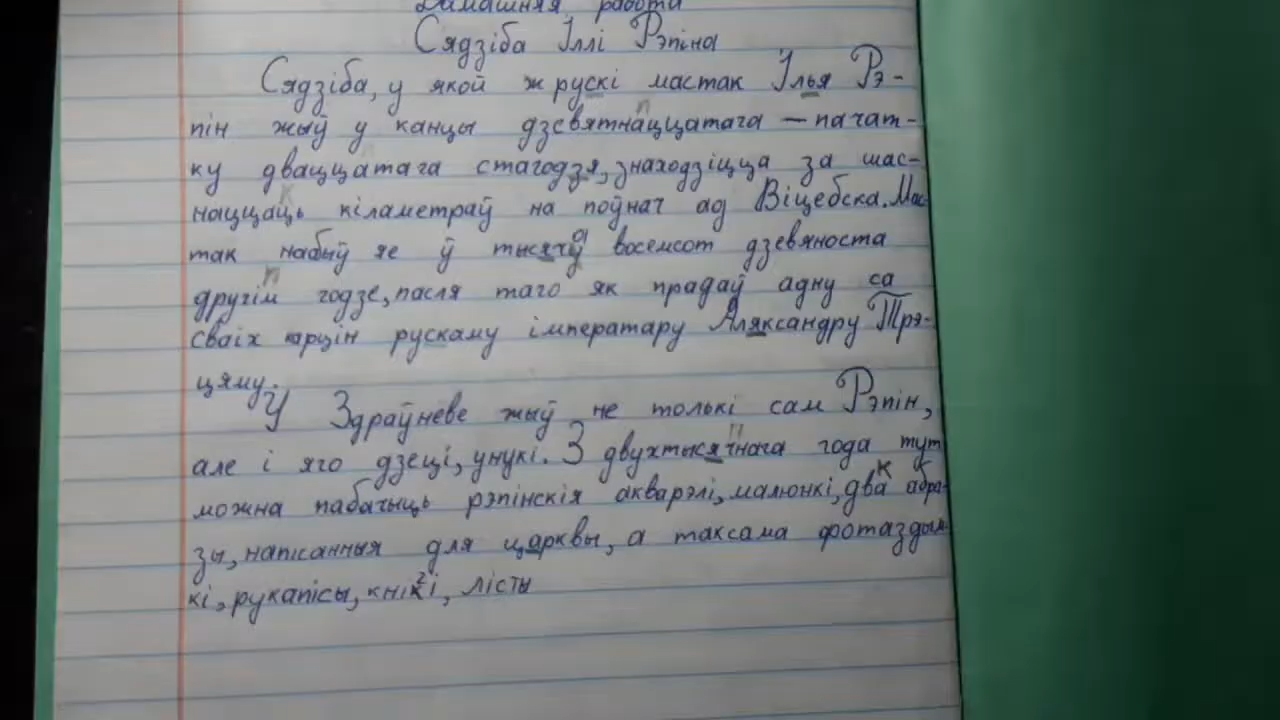 Дамашняя работа
Сядзіба Іллі Рэпіна
Сядзіба, у якой ж рускі мастак Ілья Рэ-
пін жыў у канцы дзевятнаццатага — пачат-
ку дваццатага стагодзя, знаходзіцца за шас-
наццаць кіламетраў на поўнач ад Віцебска. Мас-
так набыў яе ў тысяча восемсот дзевяноста
другім годзе, пасля таго як прадаў адну са
сваіх карцін рускаму імператару Аляксандру Трэ-
цяму.
У Здраўневе жыў не толькі сам Рэпін,
але і яго дзеці, унукі. З двухтысячнага года тут
можна пабачыць рэпінскія акварэлі, малюнкі, два абра-
зы, напісанныя для царквы, а таксама фотаздым
кі, рукапісы, кнігі, лісты